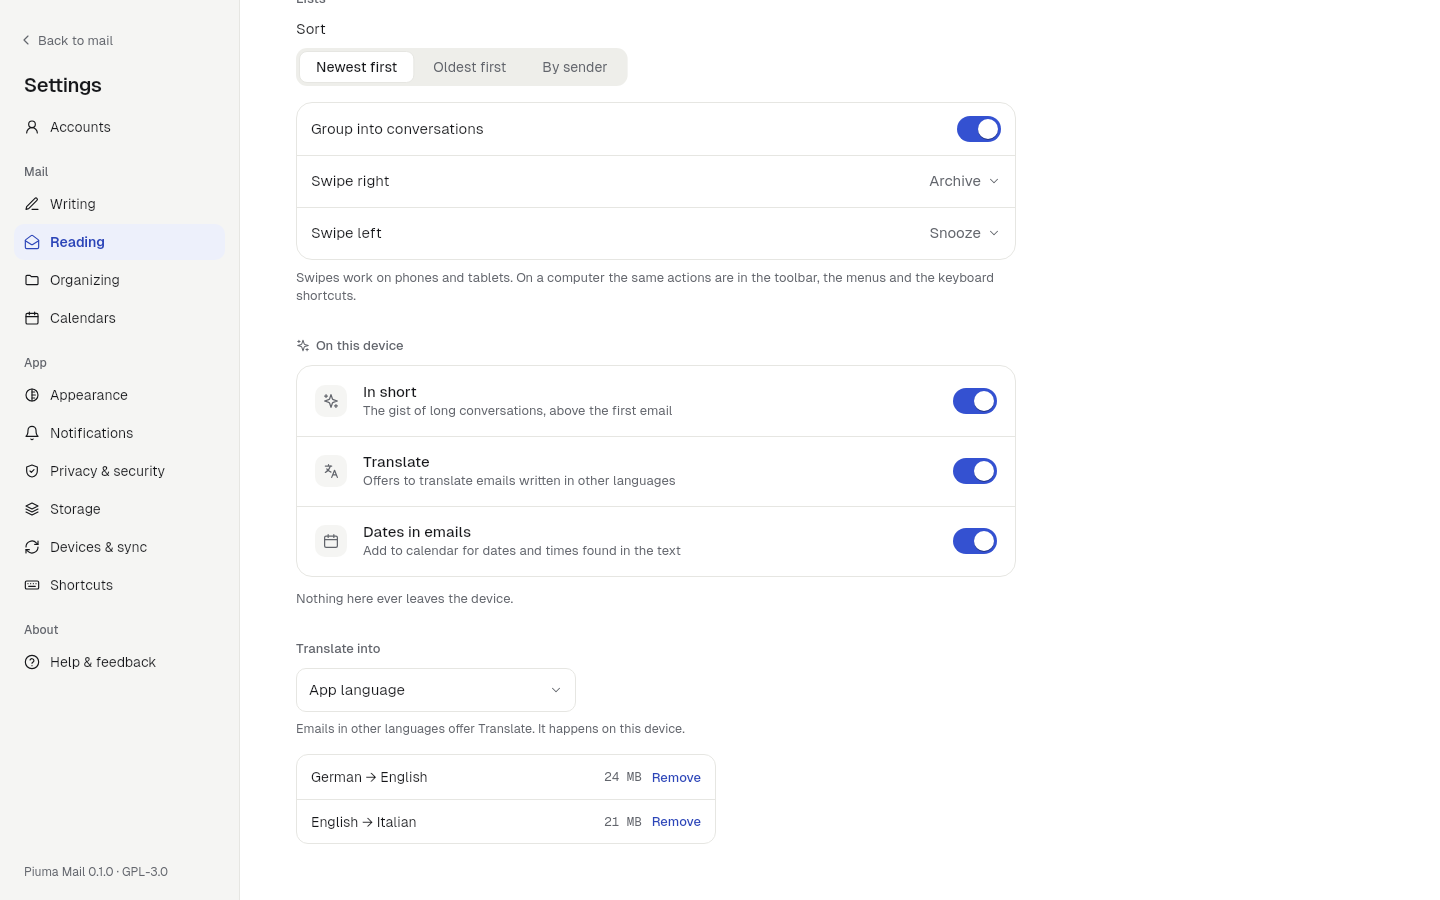 Back to mail
Settings
Accounts
Mail
Writing
Reading
Organizing
Calendars
App
Appearance
Notifications
Privacy & security
Storage
Devices & sync
Shortcuts
About
Help & feedback
Piuma Mail 0.1.0 · GPL-3.0
Lists
Sort
Newest first
Oldest first
By sender
Group into conversations
Swipe right
Archive
Swipe left
Snooze
Swipes work on phones and tablets. On a computer the same actions are in the toolbar, the menus and the keyboard
shortcuts.
On this device
In short
The gist of long conversations, above the first email
Translate
Offers to translate emails written in other languages
Dates in emails
Add to calendar for dates and times found in the text
Nothing here ever leaves the device.
Translate into
App language
Emails in other languages offer Translate. It happens on this device.
German → English
24 MB
Remove
English → Italian
21 MB
Remove